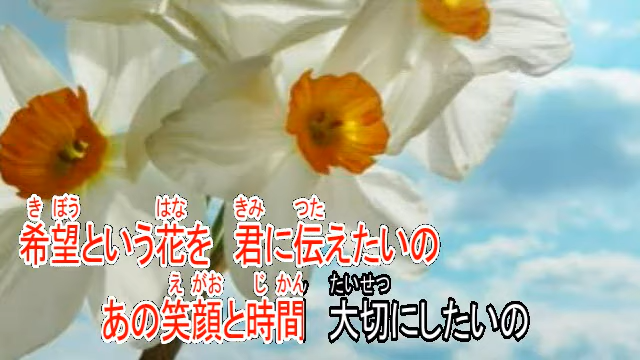 き ぼう はな きみ つた
希望という花を 君に伝えたいの
え がお じ かん たいせつ
あの笑顔と時間 大切にしたいの